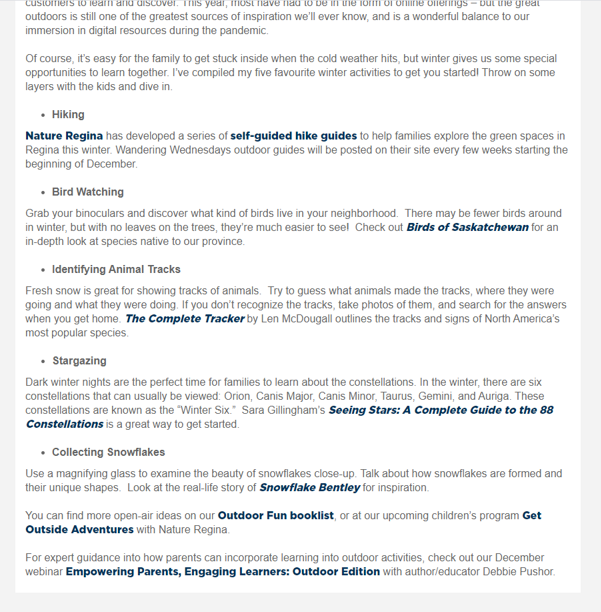 customers to learn and discover. This year, most have had to be in the form of online offerings – but the great
outdoors is still one of the greatest sources of inspiration we'll ever know, and is a wonderful balance to our
immersion in digital resources during the pandemic.
Of course, it's easy for the family to get stuck inside when the cold weather hits, but winter gives us some special
opportunities to learn together. I've compiled my five favourite winter activities to get you started! Throw on some
layers with the kids and dive in.
• Hiking
Nature Regina has developed a series of self-guided hike guides to help families explore the green spaces in
Regina this winter. Wandering Wednesdays outdoor guides will be posted on their site every few weeks starting the
beginning of December.
• Bird Watching
Grab your binoculars and discover what kind of birds live in your neighborhood.  There may be fewer birds around
in winter, but with no leaves on the trees, they're much easier to see!  Check out Birds of Saskatchewan for an
in-depth look at species native to our province.
• Identifying Animal Tracks
Fresh snow is great for showing tracks of animals.  Try to guess what animals made the tracks, where they were
going and what they were doing. If you don't recognize the tracks, take photos of them, and search for the answers
when you get home. The Complete Tracker by Len McDougall outlines the tracks and signs of North America's
most popular species.
• Stargazing
Dark winter nights are the perfect time for families to learn about the constellations. In the winter, there are six
constellations that can usually be viewed: Orion, Canis Major, Canis Minor, Taurus, Gemini, and Auriga. These
constellations are known as the "Winter Six."  Sara Gillingham's Seeing Stars: A Complete Guide to the 88
Constellations is a great way to get started.
• Collecting Snowflakes
Use a magnifying glass to examine the beauty of snowflakes close-up. Talk about how snowflakes are formed and
their unique shapes.  Look at the real-life story of Snowflake Bentley for inspiration.
You can find more open-air ideas on our Outdoor Fun booklist, or at our upcoming children's program Get
Outside Adventures with Nature Regina.
For expert guidance into how parents can incorporate learning into outdoor activities, check out our December
webinar Empowering Parents, Engaging Learners: Outdoor Edition with author/educator Debbie Pushor.